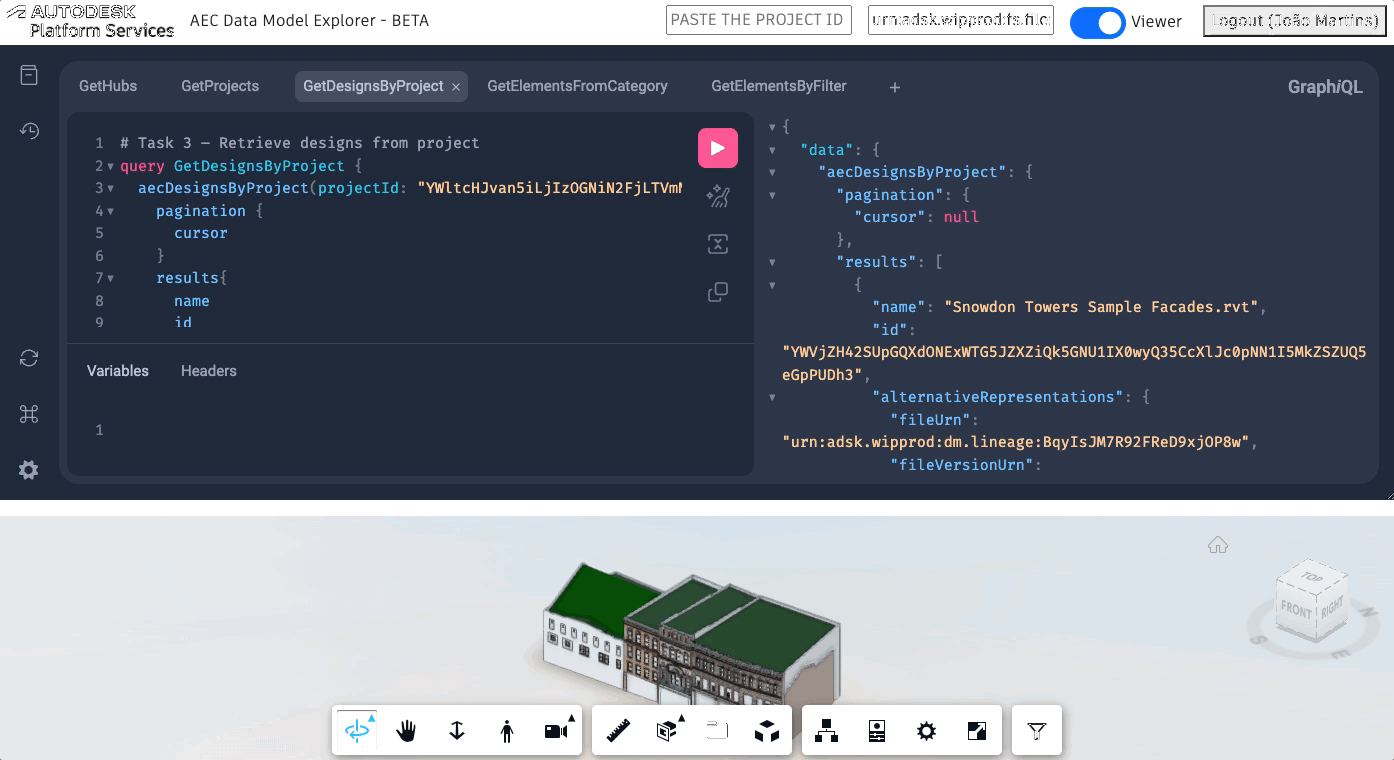 AUTODESK
Platform Services
AEC Data Model Explorer - BETA
PASTE THE PROJECT ID
urn:adsk.wipprod:fs.file:
Viewer
Logout (João Martins)
GetHubs
GetProjects
GetDesignsByProject ×
GetElementsFromCategory
GetElementsByFilter
+
GraphiQL
1 # Task 3 – Retrieve designs from project
2 query GetDesignsByProject {
3 aecDesignsByProject(projectId: "YWltcHJvan5iLjIzOGNiN2FjLTVm
4 pagination {
5 cursor
6 }
7 results{
8 name
9 id
Variables
Headers
1
{
"data": {
"aecDesignsByProject": {
"pagination": {
"cursor": null
},
"results": [
{
"name": "Snowdon Towers Sample Facades.rvt",
"id":
"YWVjZH42SUpGQXdONExWTG5JZXZiQk5GNU1IX0wyQ35CcXlJc0pNN1I5MkZSZUQ5
eGpPUDh3",
"alternativeRepresentations": {
"fileUrn":
"urn:adsk.wipprod:dm.lineage:BqyIsJM7R92FReD9xjOP8w",
"fileVersionUrn":
TOP
FRONT
RIGHT
N
S
E